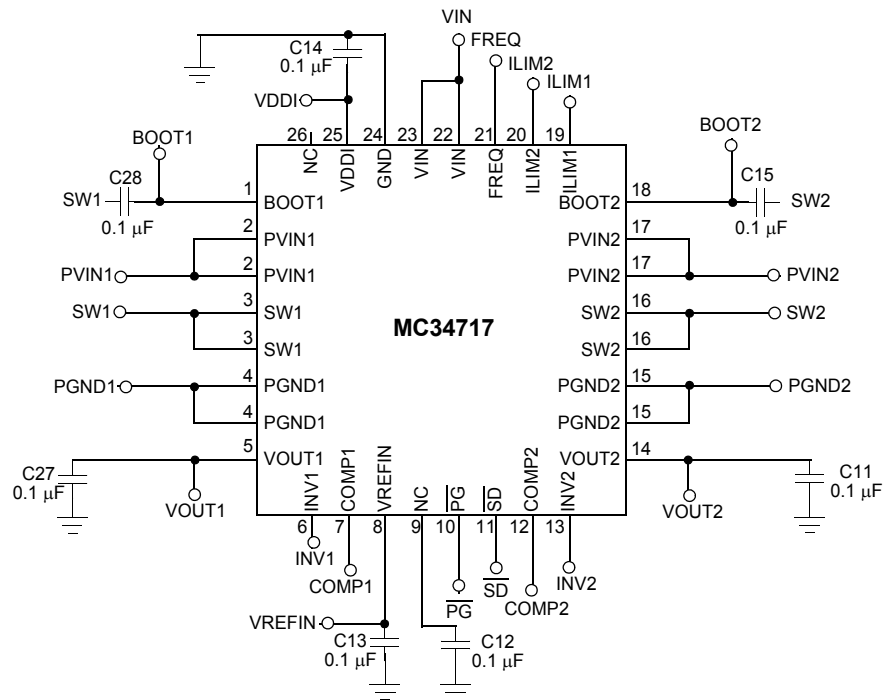 VIN
FREQ
C14
0.1 μF
ILIM2
ILIM1
VDDI
BOOT1
BOOT2
26 25 24 23 22 21 20 19
NC
VDDI
GND
VIN
VIN
FREQ
ILIM2
ILIM1
C28
SW1
0.1 μF
C15
SW2
0.1 μF
1 BOOT1
BOOT2 18
2 PVIN1
PVIN2 17
PVIN1
2 PVIN1
PVIN2 17
PVIN2
SW1
3 SW1
SW2 16
SW2
MC34717
3 SW1
SW2 16
PGND1
4 PGND1
PGND2 15
PGND2
4 PGND1
PGND2 15
5 VOUT1
VOUT2 14
C27
0.1 μF
VOUT1
C11
0.1 μF
VOUT2
INV1
COMP1
VREFIN
NC
PG
SD
COMP2
INV2
6 7 8 9 10 11 12 13
INV1
COMP1
PG
SD
COMP2
INV2
VREFIN
C13
0.1 μF
C12
0.1 μF